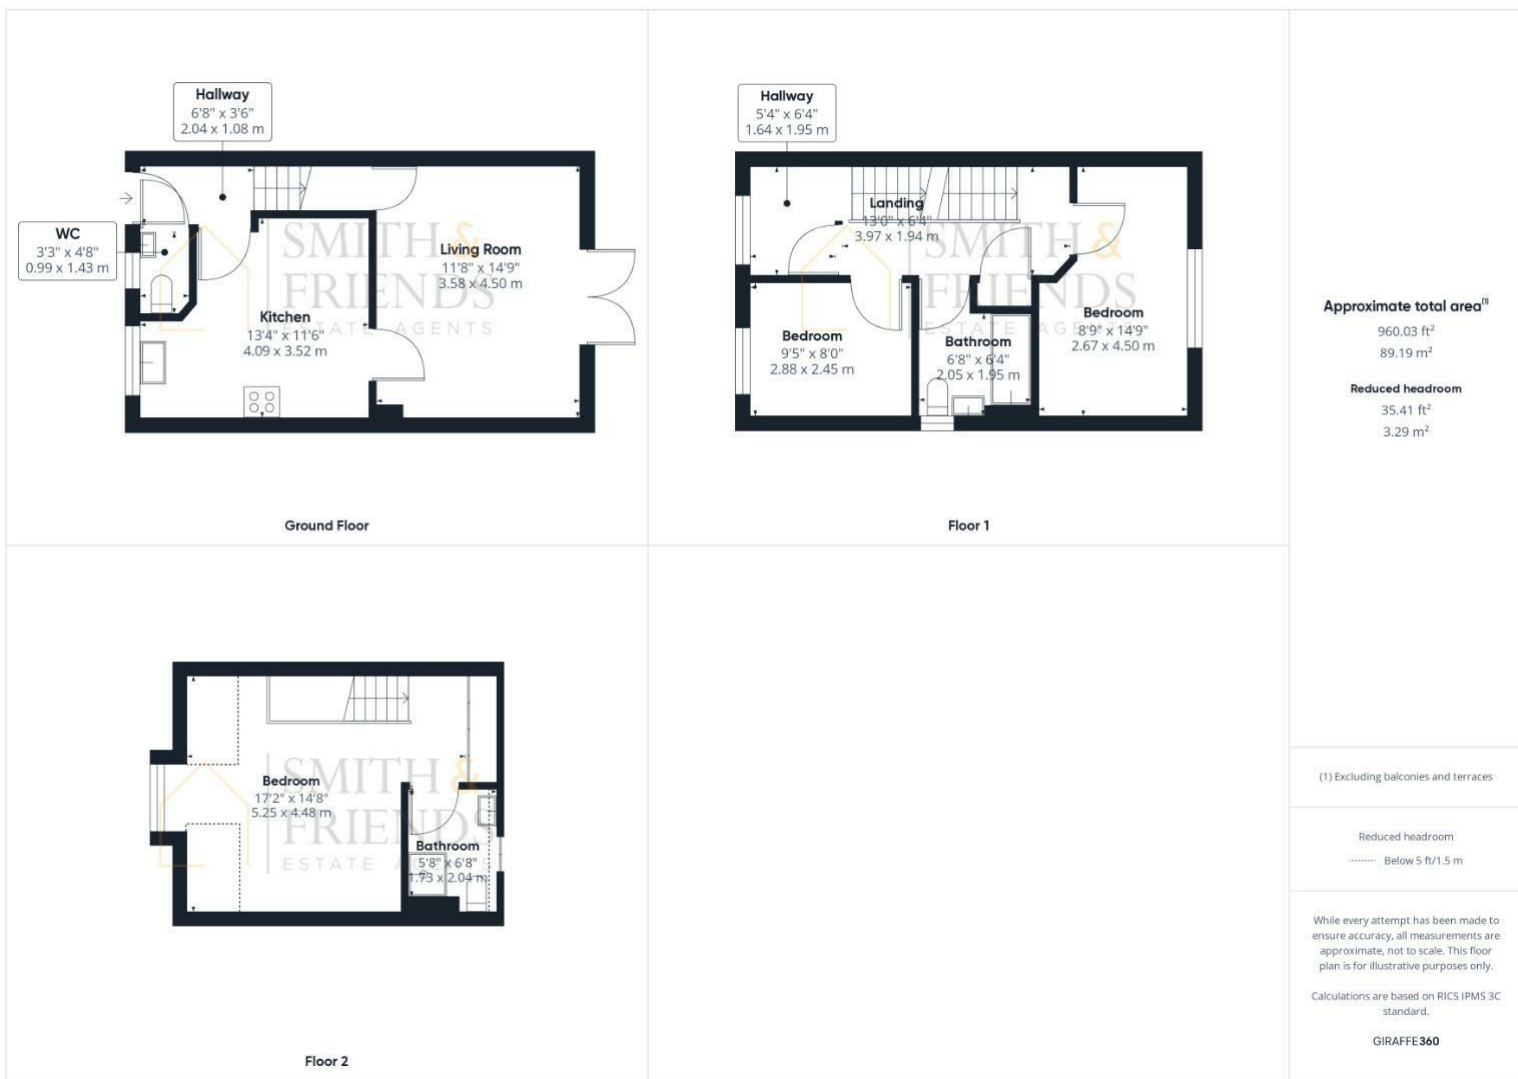 Hallway
6'8" x 3'6"
2.04 x 1.08 m
WC
3'3" x 4'8"
0.99 x 1.43 m
Living Room
11'8" x 14'9"
3.58 x 4.50 m
Kitchen
13'4" x 11'6"
4.09 x 3.52 m
SMITH &
FRIENDS
ESTATE AGENTS
Ground Floor
Hallway
5'4" x 6'4"
1.64 x 1.95 m
Landing
13'0" x 6'4"
3.97 x 1.94 m
Bedroom
9'5" x 8'0"
2.88 x 2.45 m
Bathroom
6'8" x 6'4"
2.05 x 1.95 m
Bedroom
8'9" x 14'9"
2.67 x 4.50 m
SMITH &
FRIENDS
ESTATE AGENTS
Floor 1
Bedroom
17'2" x 14'8"
5.25 x 4.48 m
Bathroom
5'8" x 6'8"
1.73 x 2.04 m
SMITH &
FRIENDS
ESTATE
Floor 2
Approximate total area(1)
960.03 ft²
89.19 m²
Reduced headroom
35.41 ft²
3.29 m²
(1) Excluding balconies and terraces
Reduced headroom
Below 5 ft/1.5 m
While every attempt has been made to
ensure accuracy, all measurements are
approximate, not to scale. This floor
plan is for illustrative purposes only.
Calculations are based on RICS IPMS 3C
standard.
GIRAFFE360